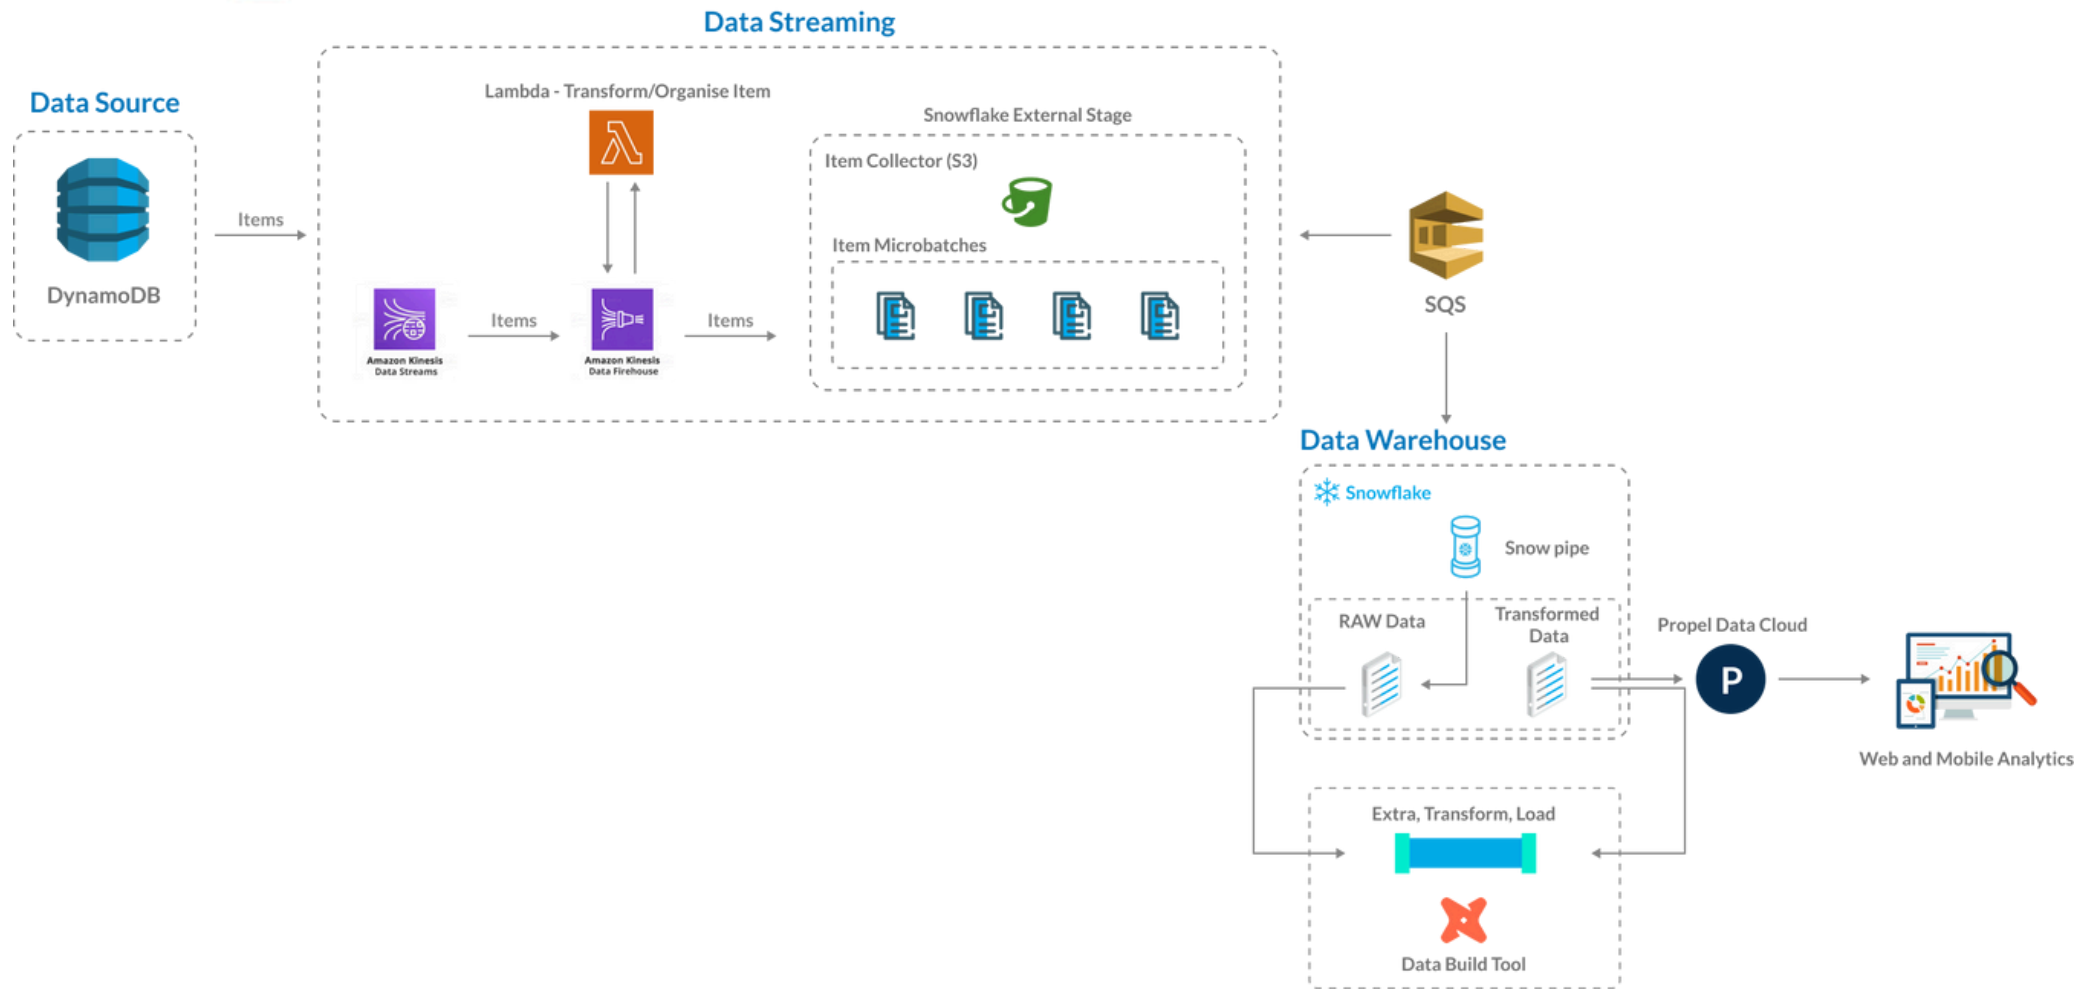 Data Streaming
Data Source
DynamoDB
Items
Lambda - Transform/Organise Item
Amazon Kinesis
Data Streams
Items
Amazon Kinesis
Data Firehouse
Items
Snowflake External Stage
Item Collector (S3)
Item Microbatches
SQS
Data Warehouse
Snowflake
Snow pipe
RAW Data
Transformed
Data
Propel Data Cloud
P
Web and Mobile Analytics
Extra, Transform, Load
Data Build Tool